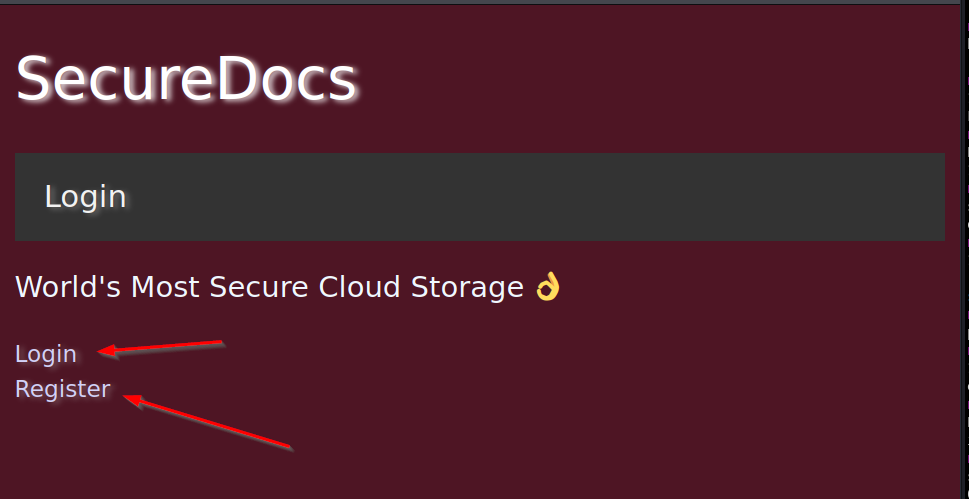 SecureDocs
Login
World's Most Secure Cloud Storage 👌
Login
Register